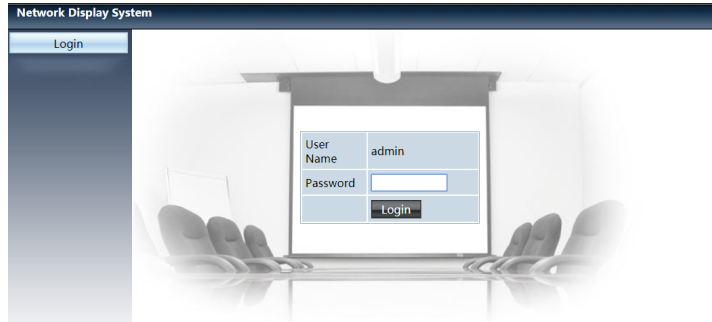 Network Display System
Login
User
Name
admin
Password
Login